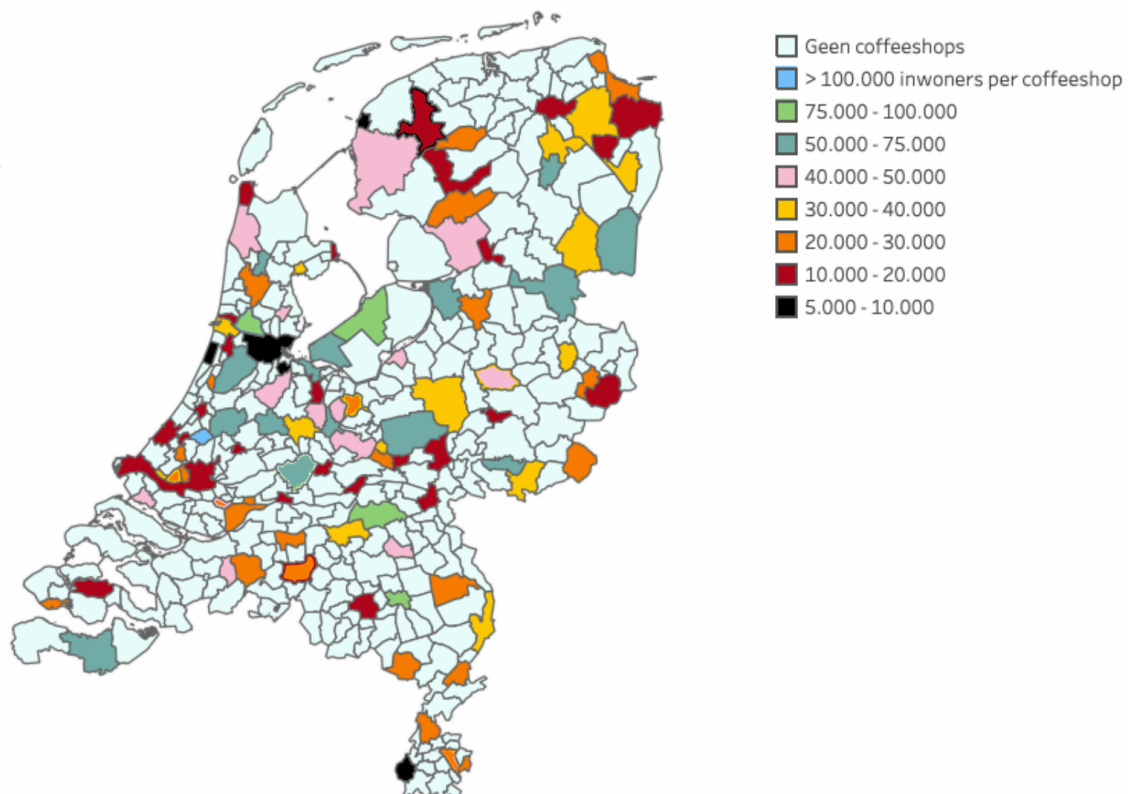 Geen coffeeshops
> 100.000 inwoners per coffeeshop
75.000 - 100.000
50.000 - 75.000
40.000 - 50.000
30.000 - 40.000
20.000 - 30.000
10.000 - 20.000
5.000 - 10.000